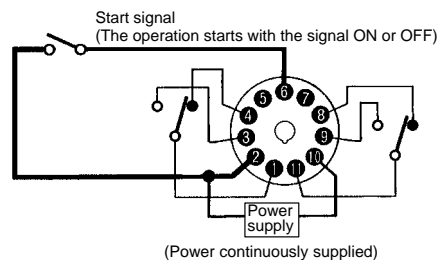 Start signal
(The operation starts with the signal ON or OFF)
6
5 7
4 8
3 9
2 10
1 11
Power
supply
(Power continuously supplied)